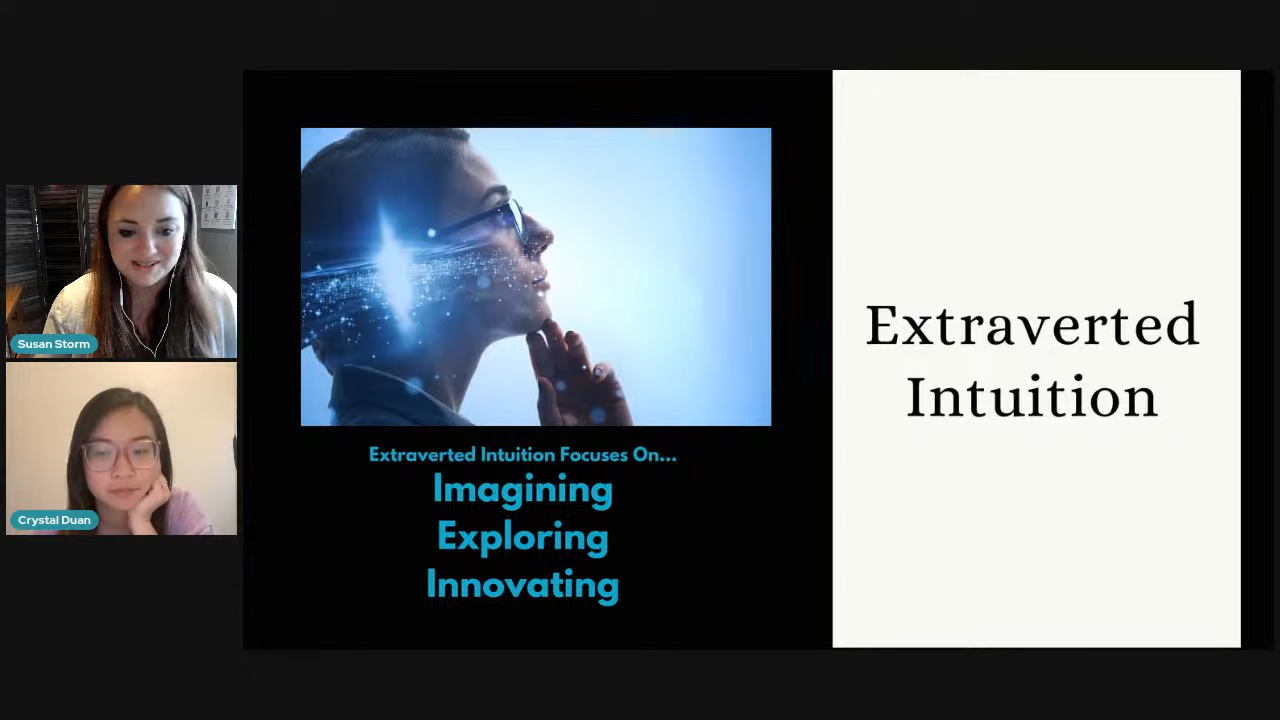 Susan Storm
Crystal Duan
Extraverted Intuition Focuses On...
Imagining
Exploring
Innovating
Extraverted
Intuition